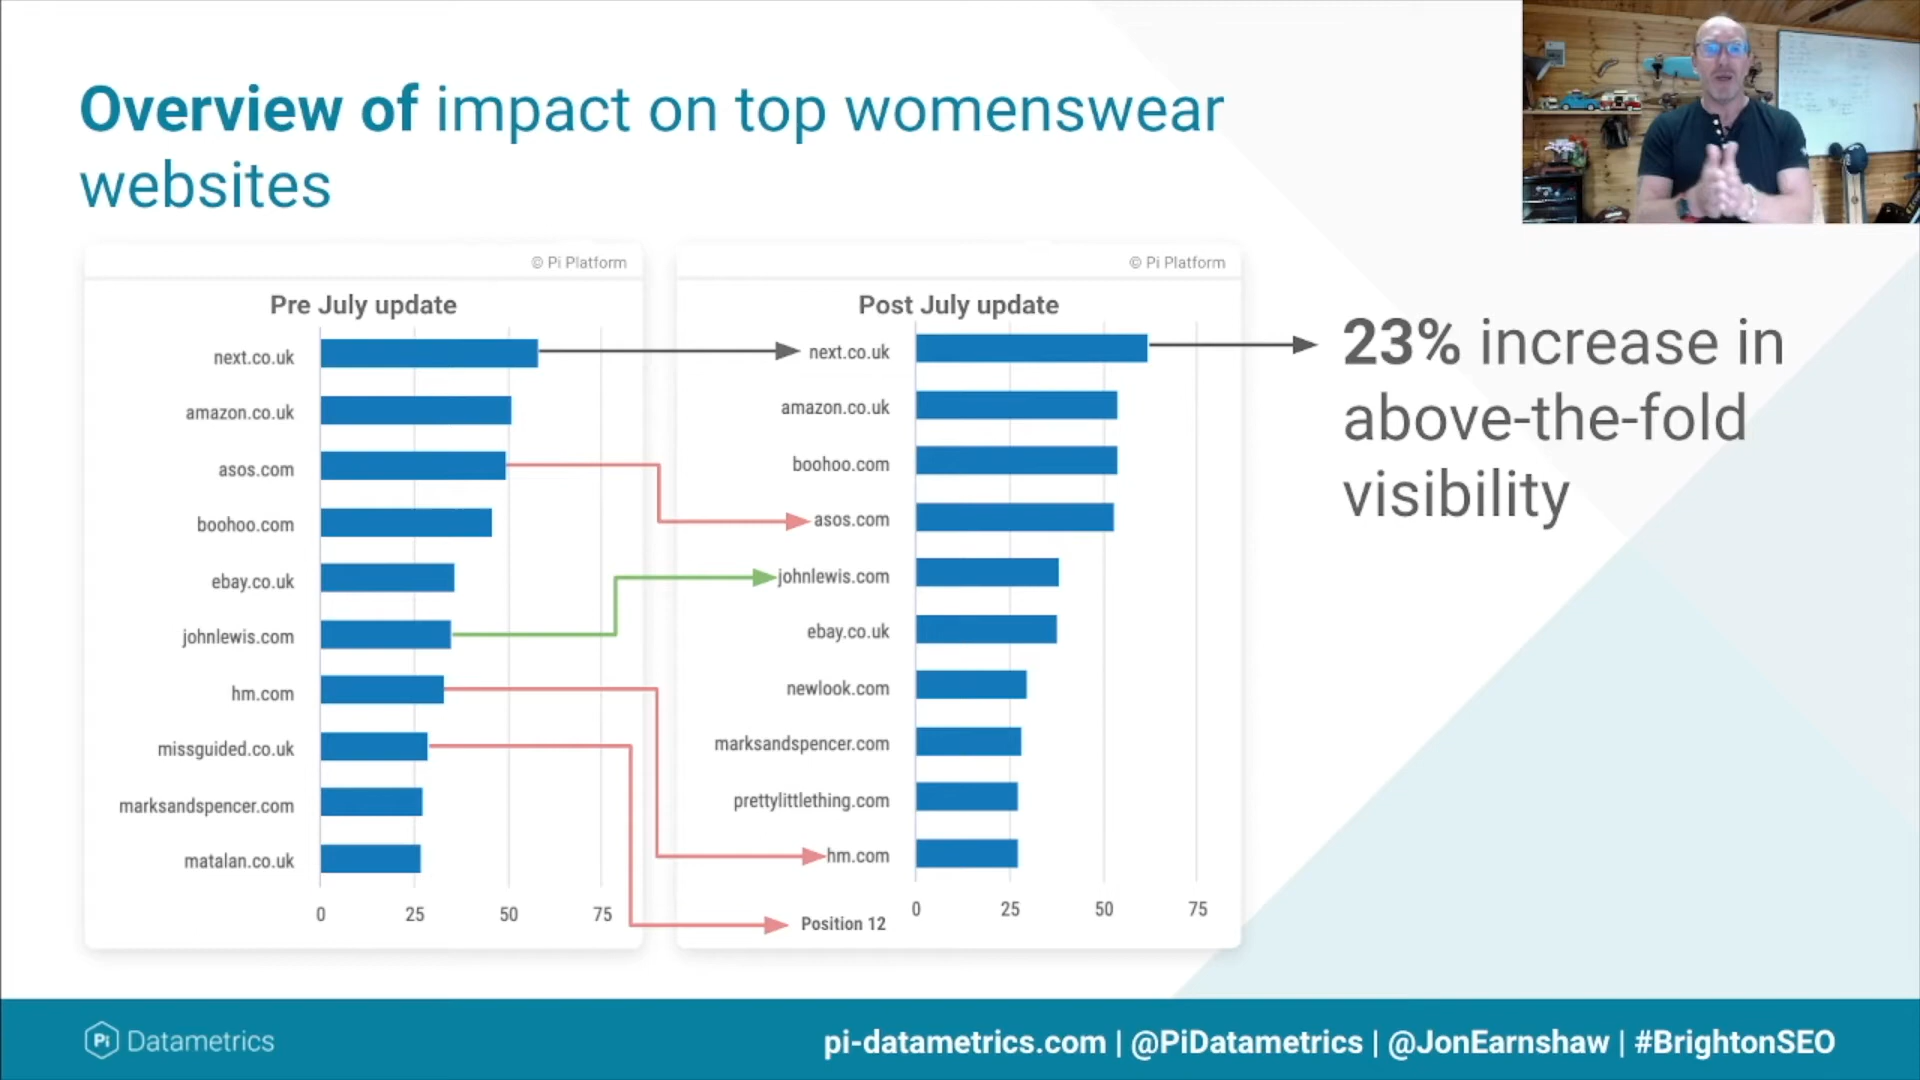 Overview of impact on top womenswear
websites
© Pi Platform
Pre July update
next.co.uk
amazon.co.uk
asos.com
boohoo.com
ebay.co.uk
johnlewis.com
hm.com
missguided.co.uk
marksandspencer.com
matalan.co.uk
0 25 50 75
© Pi Platform
Post July update
next.co.uk
amazon.co.uk
boohoo.com
asos.com
johnlewis.com
ebay.co.uk
newlook.com
marksandspencer.com
prettylittlething.com
hm.com
Position 12
0 25 50 75
23% increase in
above-the-fold
visibility
Pi Datametrics
pi-datametrics.com | @PiDatametrics | @JonEarnshaw | #BrightonSEO